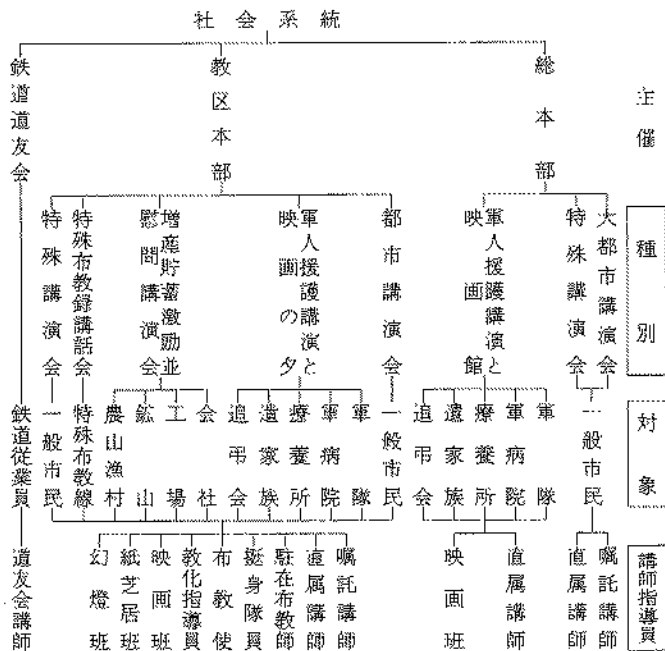 社会系統
主催
総本部
教区本部
鉄道道友会
種別
大都市講演会
特殊講演会
軍人援護講演と
映画館
都市講演会
軍人援護講演と
映画の夕
増産貯蓄激励並
慰問講演会
特殊布教録講話会
特殊講演会
対象
一般市民
軍隊
軍病院
療養所
遺家族
追弔会
一般市民
軍隊
軍病院
療養所
遺家族
追弔会
会社
工場
鉱山
農山漁村
特殊布教線
一般市民
鉄道従業員
講師指導員
嘱託講師
直属講師
直属講師
映画班
嘱託講師
直属講師
駐在布教師
挺身隊員
布教使
教化指導員
映画班
紙芝居班
幻燈班
道友会講師